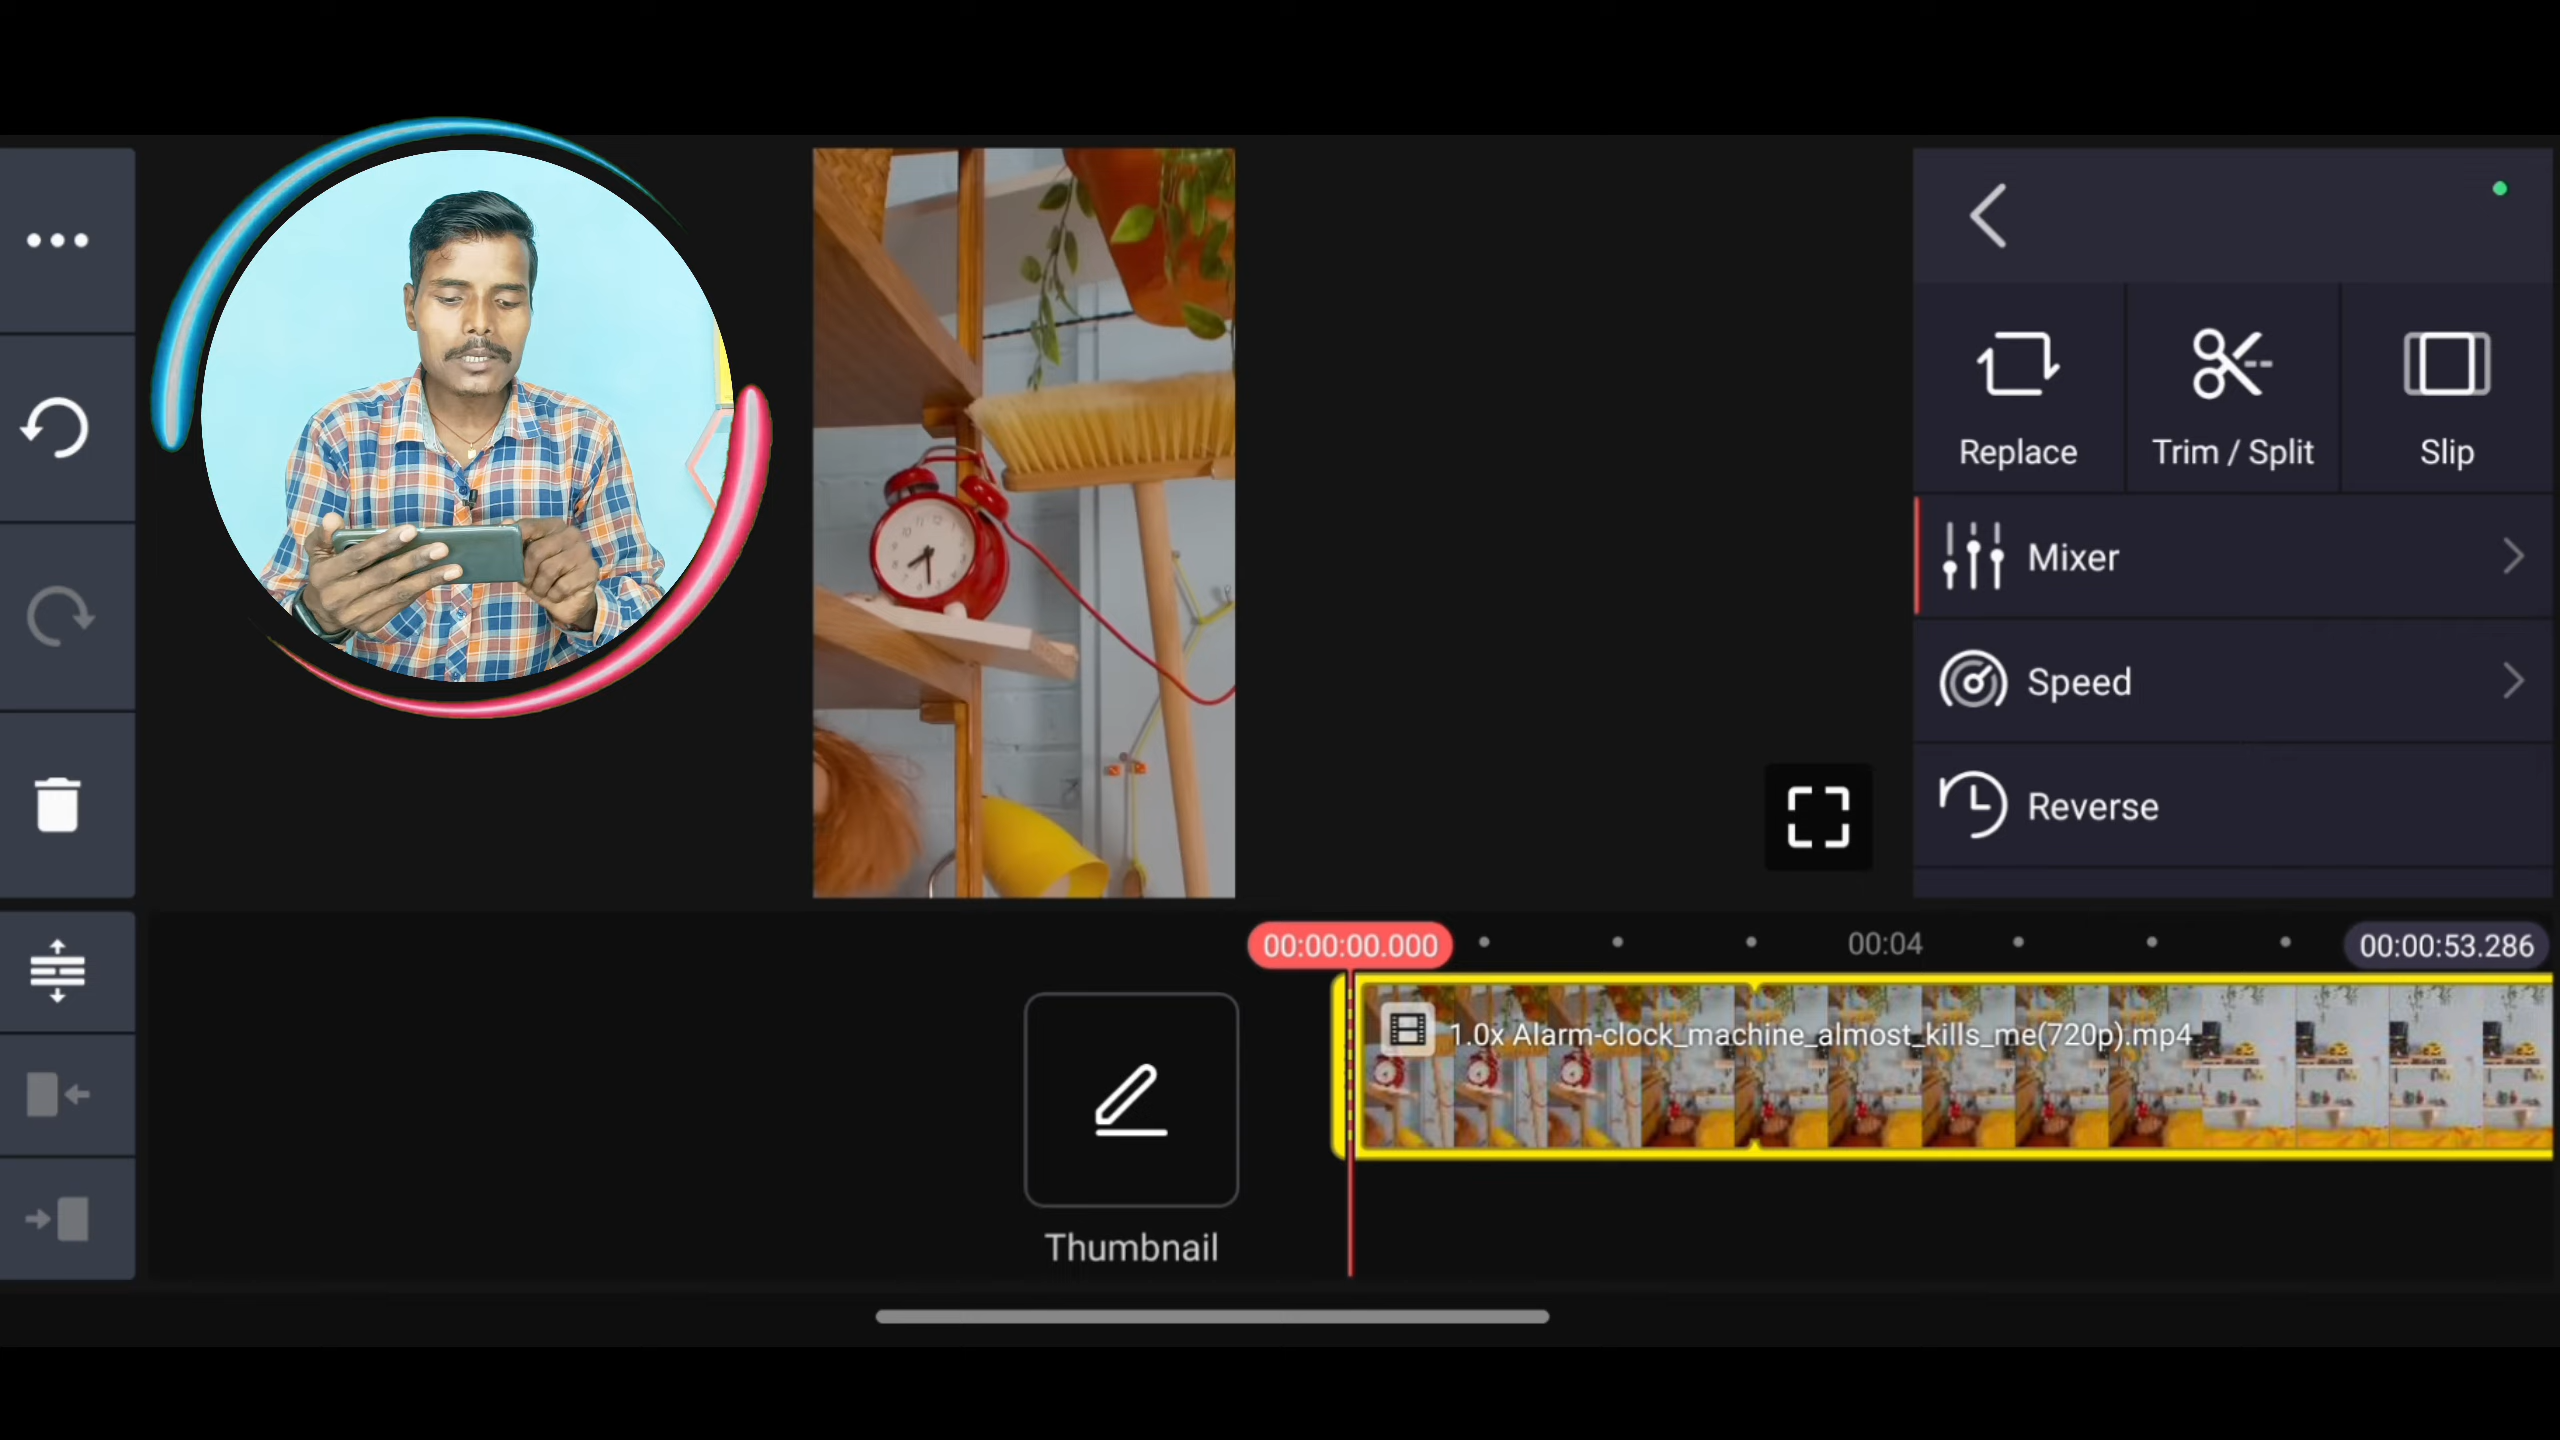 Replace
Trim / Split
Slip
Mixer
Speed
Reverse
00:00:00.000
00:04
00:00:53.286
1.0x Alarm-clock_machine_almost_kills_me(720p).mp4
Thumbnail